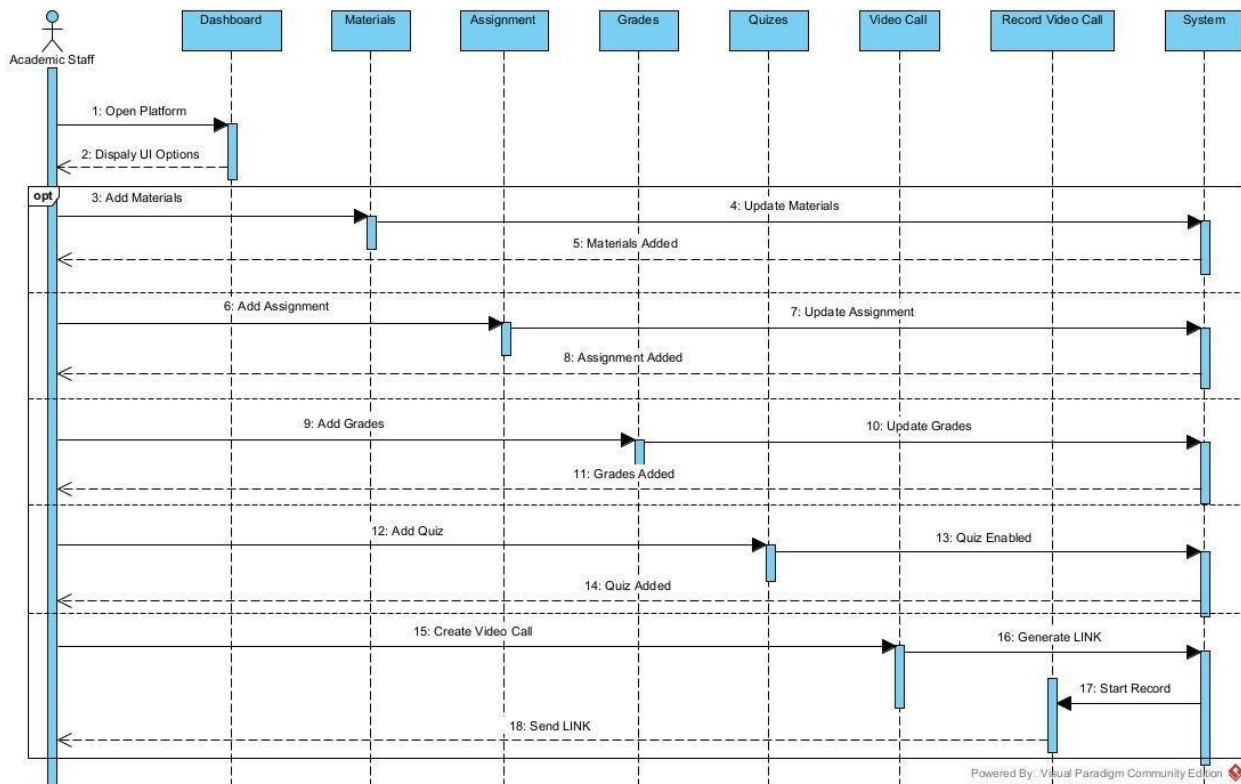 Dashboard
Materials
Assignment
Grades
Quizes
Video Call
Record Video Call
System
Academic Staff
1: Open Platform
2: Dispaly UI Options
opt
3: Add Materials
4: Update Materials
5: Materials Added
6: Add Assignment
7: Update Assignment
8: Assignment Added
9: Add Grades
10: Update Grades
11: Grades Added
12: Add Quiz
13: Quiz Enabled
14: Quiz Added
15: Create Video Call
16: Generate LINK
17: Start Record
18: Send LINK
Powered By Visual Paradigm Community Edition